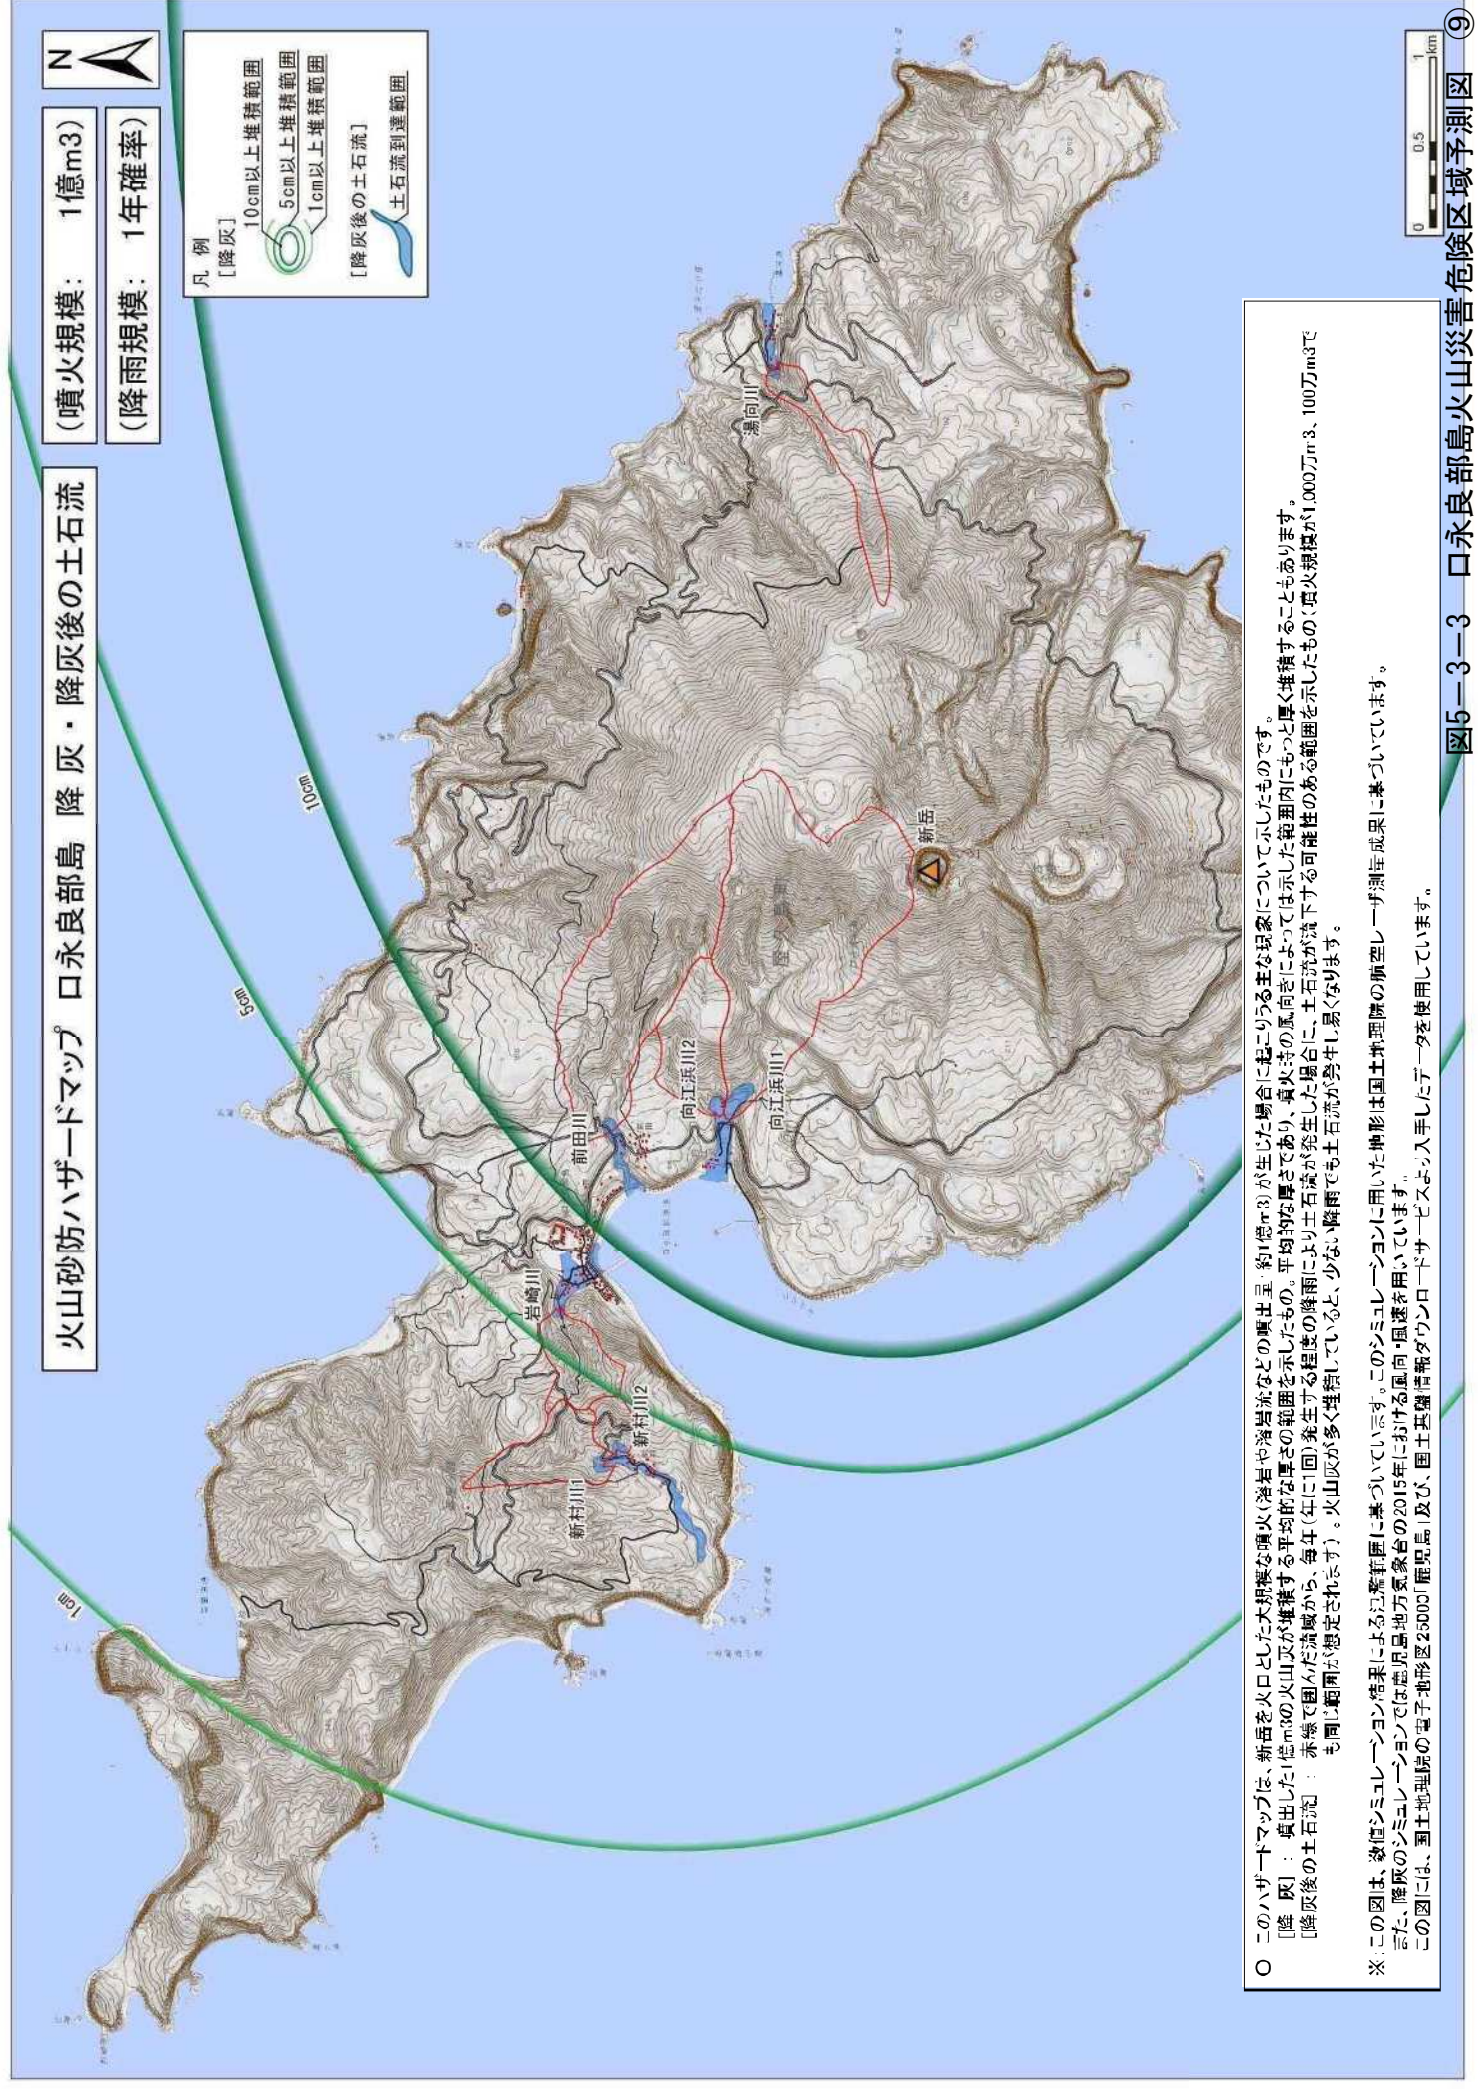 火山砂防ハザードマップ 口永良部島 降灰・降灰後の土石流
(噴火規模: 1億m3)
(降雨規模: 1年確率)
N
凡 例
[降灰]
10cm以上堆積範囲
5cm以上堆積範囲
1cm以上堆積範囲
[降灰後の土石流]
土石流到達範囲
1cm
5cm
10cm
新村川1
新村川2
岩崎川
前田川
向江浜川2
向江浜川1
新岳
湯向川
0 0.5 1
km
○ このハザードマップは、新岳を火口とした大規模な噴火(溶岩や溶岩流などの噴出量:約1億m3)が生じた場合に起こりうる主な現象について示したものです。
[降 灰] : 噴出した1億m3の火山灰が堆積する平均的な厚さの範囲を示したもの。平均的な厚さであり、噴火時の風向きによっては示した範囲内にもっと厚く堆積することもあります。
[降灰後の土石流] : 赤線で囲んだ流域から、毎年(年に1回)発生する程度の降雨により土石流が発生した場合に、土石流が流下する可能性のある範囲を示したもの(噴火規模が1,000万m3、100万m3で
も同じ範囲が想定されます)。火山灰が多く堆積していると、少ない降雨でも土石流が発生し易くなります。
※:この図は、数値シミュレーション結果による氾濫範囲に基づいています。このシミュレーションに用いた地形は国土地理院の航空レーザ測量成果に基づいています。
また、降灰のシミュレーションでは鹿児島地方気象台の2015年における風向・風速を用いています。
この図には、国土地理院の電子地形図25000「鹿児島」及び、国土基盤情報ダウンロードサービスより入手したデータを使用しています。
図5-3-3 口永良部島火山災害危険区域予測図 ⑨